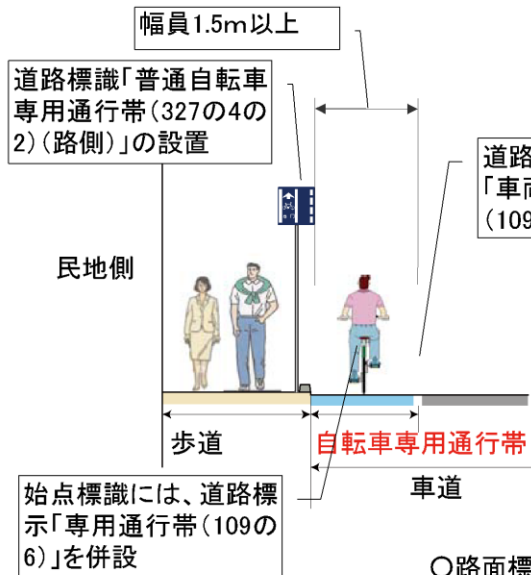 幅員1.5m以上
道路標識「普通自転車
専用通行帯(327の4の
2)(路側)」の設置
道路
「車両
(109
民地側
歩道
自転車専用通行帯
車道
始点標識には、道路標
示「専用通行帯(109の
6)」を併設
○路面標